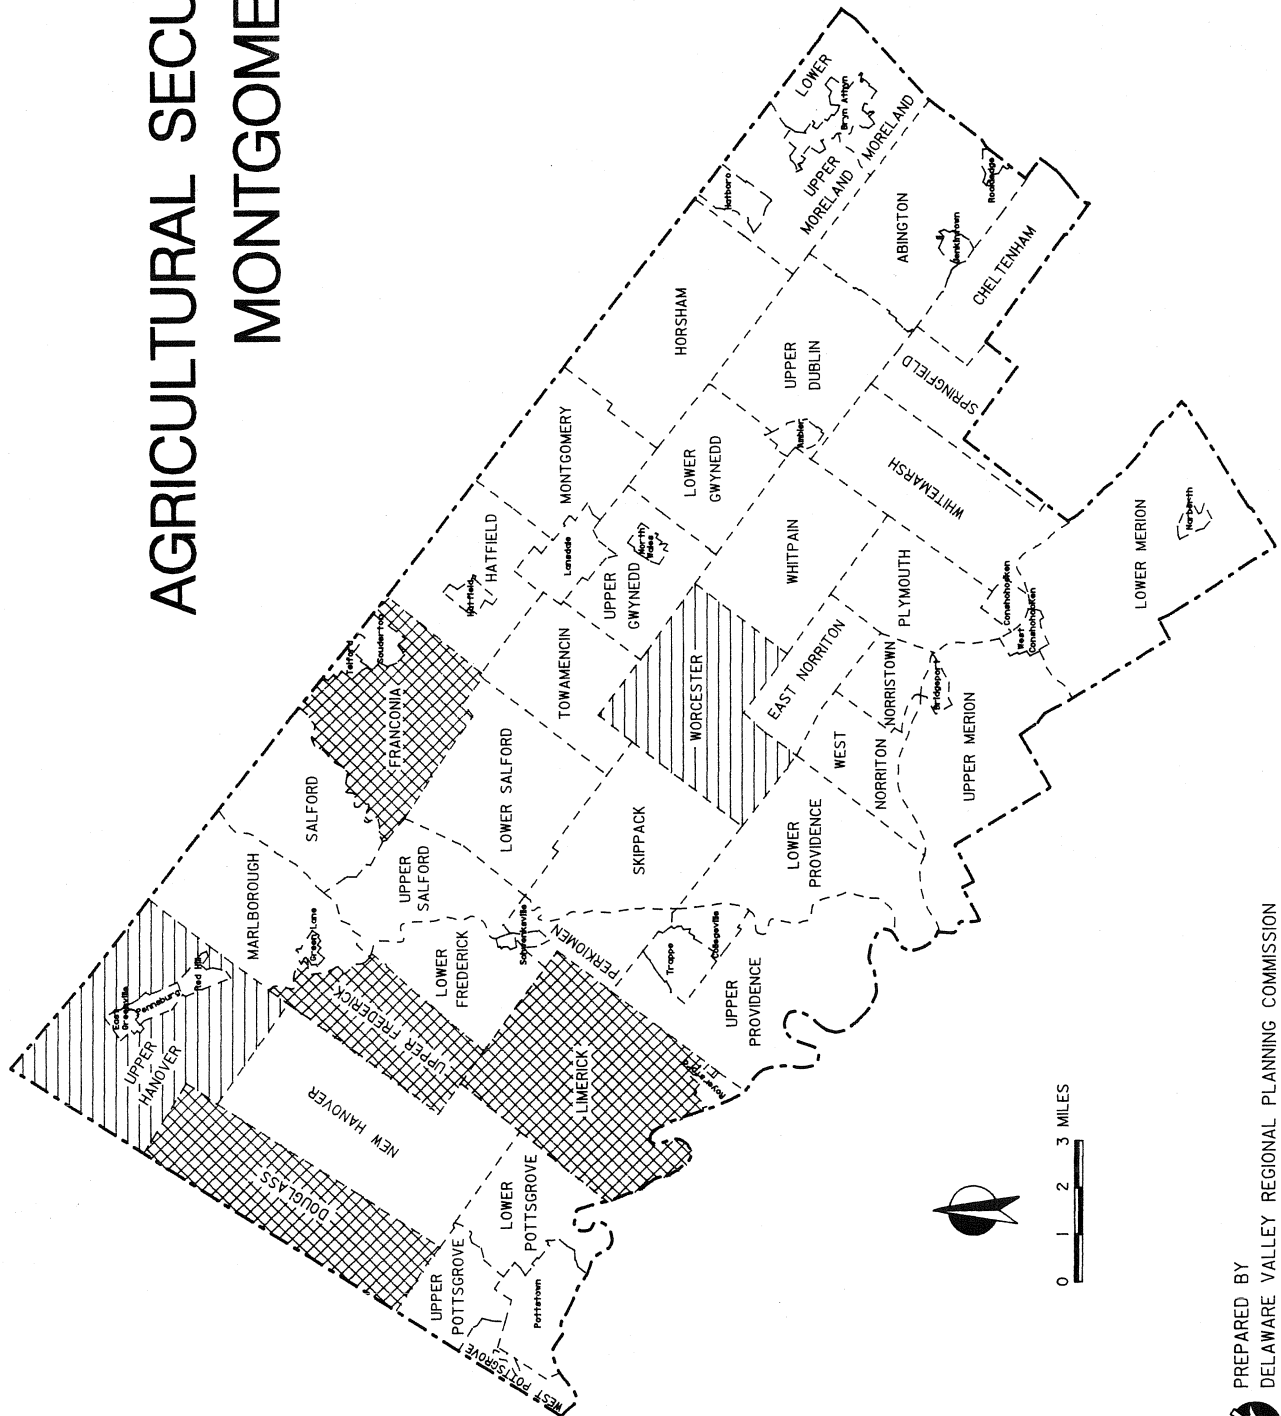 AGRICULTURAL SECU
MONTGOME
LOWER
MORELAND
Bryn Athyn
UPPER
MORELAND
Hatboro
ABINGTON
Rockledge
Jenkintown
CHELTENHAM
HORSHAM
UPPER
DUBLIN
SPRINGFIELD
MONTGOMERY
LOWER
GWYNEDD
Ambler
WHITEMARSH
HATFIELD
Hatfield
Lansdale
UPPER
GWYNEDD
North
Wales
WHITPAIN
PLYMOUTH
Conshohocken
West
Conshohocken
LOWER MERION
Narberth
Telford
Souderton
FRANCONIA
TOWAMENCIN
WORCESTER
EAST NORRITON
NORRISTOWN
Bridgeport
WEST
NORRITON
UPPER MERION
SALFORD
LOWER SALFORD
SKIPPACK
LOWER
PROVIDENCE
MARLBOROUGH
UPPER
SALFORD
Green Lane
LOWER
FREDERICK
Schwenksville
PERKIOMEN
Trappe
Collegeville
UPPER
PROVIDENCE
East
Greenville
Pennsburg
Red Hill
UPPER
HANOVER
UPPER FREDERICK
NEW HANOVER
LIMERICK
Royersford
DOUGLASS
LOWER
POTTSGROVE
UPPER
POTTSGROVE
Pottstown
WEST POTTSGROVE
0 1 2 3 MILES
PREPARED BY
DELAWARE VALLEY REGIONAL PLANNING COMMISSION